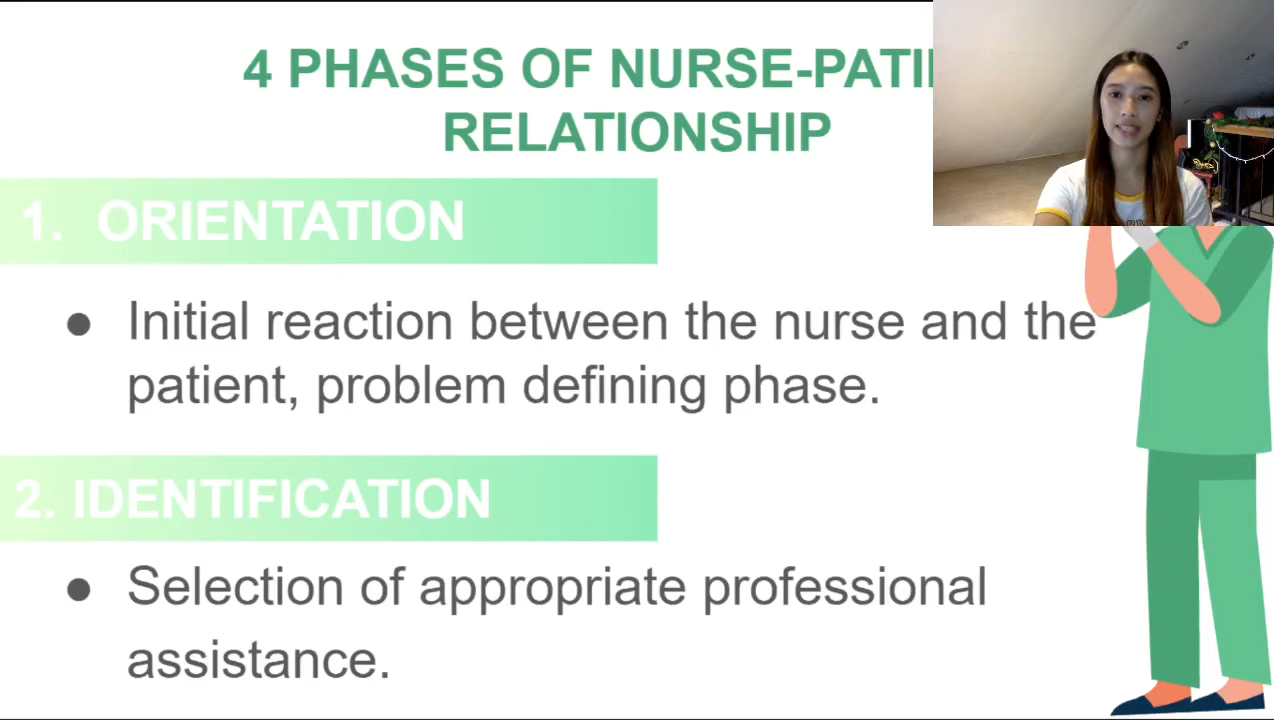 4 PHASES OF NURSE-PATI
RELATIONSHIP
1. ORIENTATION
● Initial reaction between the nurse and the
patient, problem defining phase.
2. IDENTIFICATION
● Selection of appropriate professional
assistance.